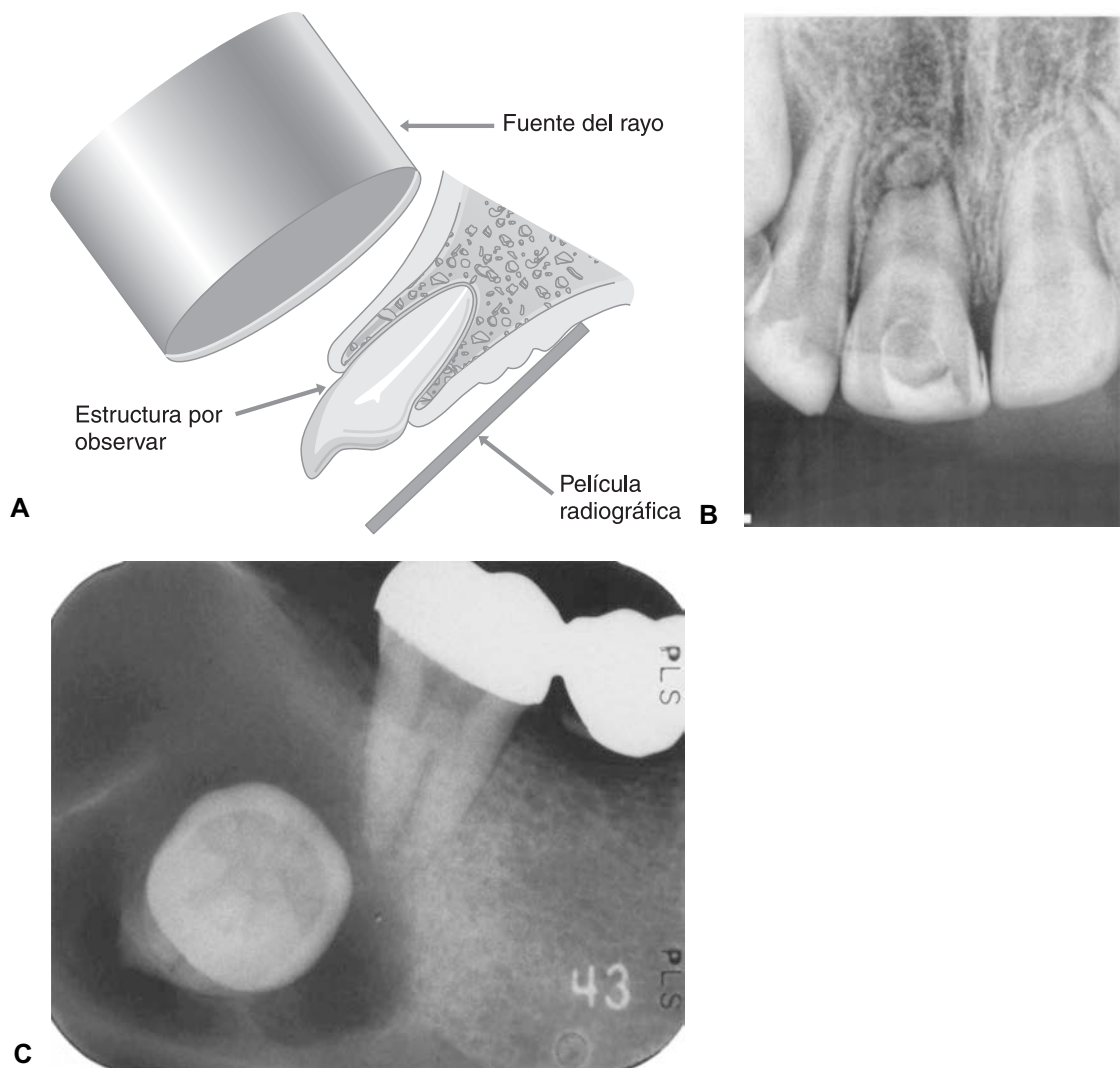 Fuente del rayo
Estructura por
observar
Película
radiográfica
A
B
PLS
PLS
43
C